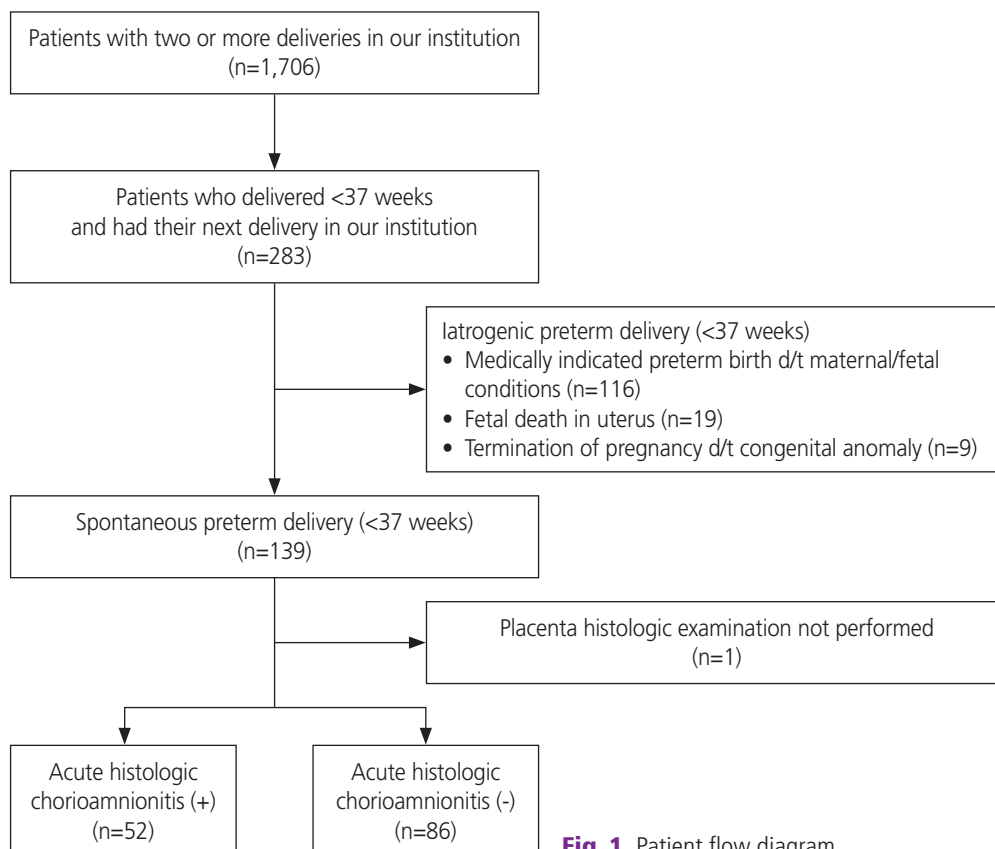 Patients with two or more deliveries in our institution
(n=1,706)
Patients who delivered <37 weeks
and had their next delivery in our institution
(n=283)
Iatrogenic preterm delivery (<37 weeks)
• Medically indicated preterm birth d/t maternal/fetal
conditions (n=116)
• Fetal death in uterus (n=19)
• Termination of pregnancy d/t congenital anomaly (n=9)
Spontaneous preterm delivery (<37 weeks)
(n=139)
Placenta histologic examination not performed
(n=1)
Acute histologic
chorioamnionitis (+)
(n=52)
Acute histologic
chorioamnionitis (-)
(n=86)
Fig. 1. Patient flow diagram.